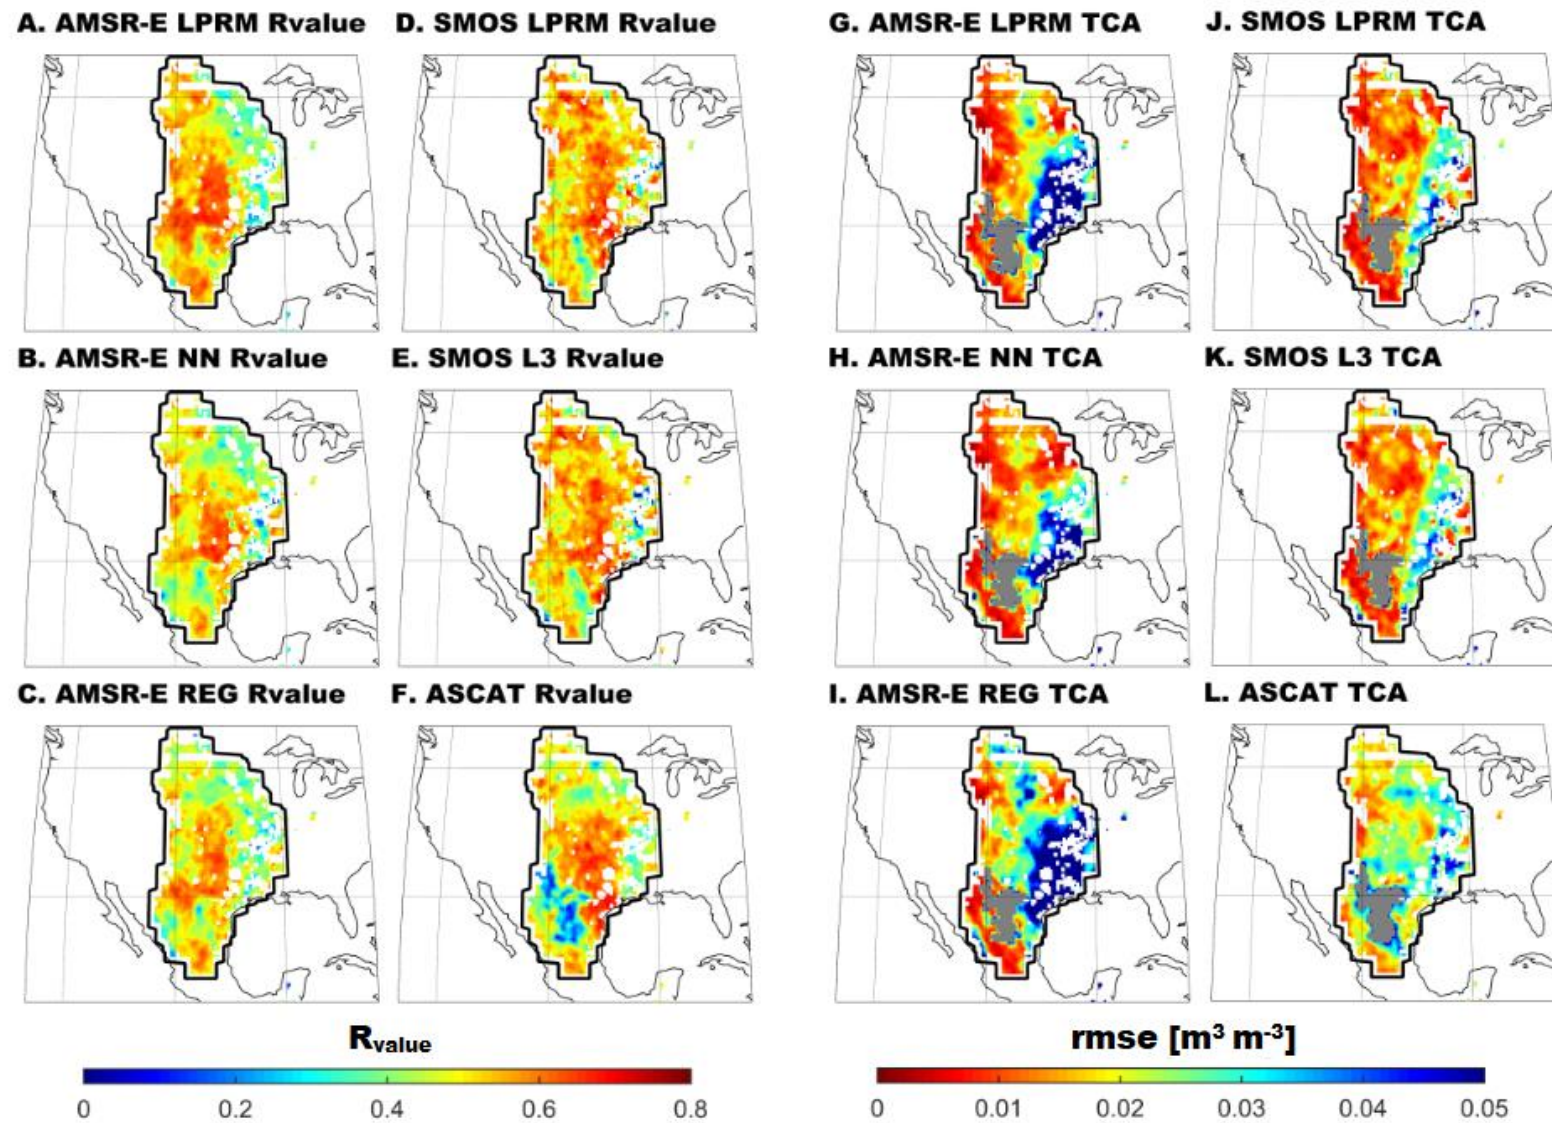 A. AMSR-E LPRM Rvalue
D. SMOS LPRM Rvalue
G. AMSR-E LPRM TCA
J. SMOS LPRM TCA
B. AMSR-E NN Rvalue
E. SMOS L3 Rvalue
H. AMSR-E NN TCA
K. SMOS L3 TCA
C. AMSR-E REG Rvalue
F. ASCAT Rvalue
I. AMSR-E REG TCA
L. ASCAT TCA
Rvalue
rmse [m³ m⁻³]
0 0.2 0.4 0.6 0.8
0 0.01 0.02 0.03 0.04 0.05